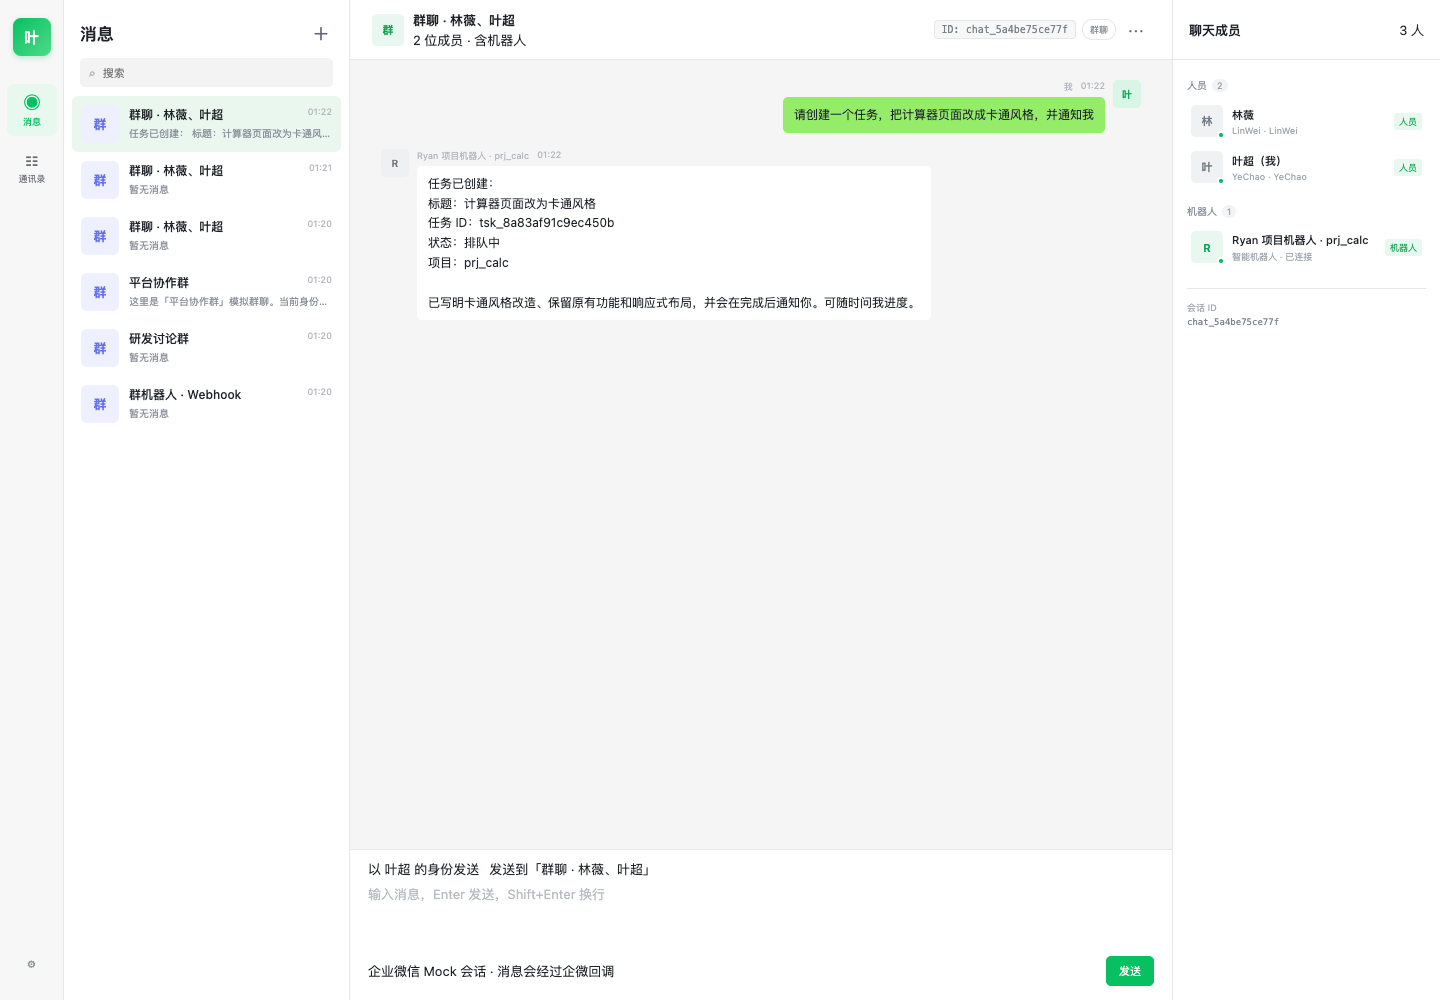 叶
消息
通讯录
消息
搜索
群
群聊 · 林薇、叶超
01:22
任务已创建： 标题：计算器页面改为卡通风...
群
群聊 · 林薇、叶超
01:21
暂无消息
群
群聊 · 林薇、叶超
01:20
暂无消息
群
平台协作群
01:20
这里是「平台协作群」模拟群聊。当前身份...
群
研发讨论群
01:20
暂无消息
群
群机器人 · Webhook
01:20
暂无消息
群
群聊 · 林薇、叶超
2 位成员 · 含机器人
ID: chat_5a4be75ce77f
群聊
我 01:22
叶
请创建一个任务，把计算器页面改成卡通风格，并通知我
R
Ryan 项目机器人 · prj_calc 01:22
任务已创建：
标题：计算器页面改为卡通风格
任务 ID：tsk_8a83af91c9ec450b
状态：排队中
项目：prj_calc
已写明卡通风格改造、保留原有功能和响应式布局，并会在完成后通知你。可随时问我进度。
以 叶超 的身份发送 发送到「群聊 · 林薇、叶超」
输入消息，Enter 发送，Shift+Enter 换行
企业微信 Mock 会话 · 消息会经过企微回调
发送
聊天成员
3 人
人员 2
林
林薇
LinWei · LinWei
人员
叶
叶超（我）
YeChao · YeChao
人员
机器人 1
R
Ryan 项目机器人 · prj_calc
智能机器人 · 已连接
机器人
会话 ID
chat_5a4be75ce77f